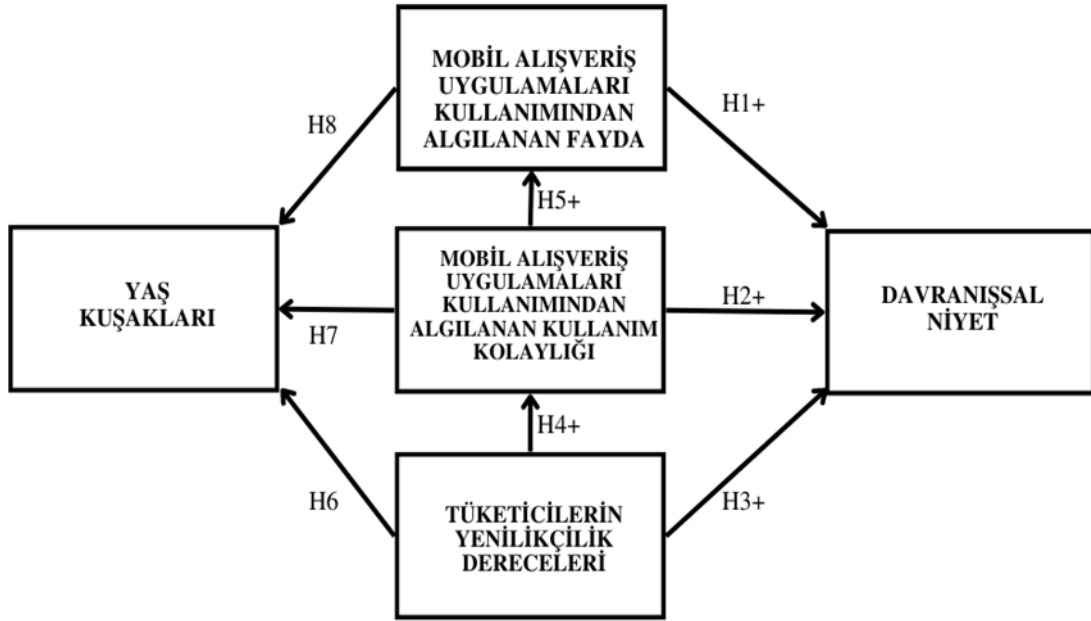 MOBİL ALIŞVERİŞ
UYGULAMALARI
KULLANIMINDAN
ALGILANAN FAYDA
H8
H1+
H5+
YAŞ
KUŞAKLARI
MOBİL ALIŞVERİŞ
UYGULAMALARI
KULLANIMINDAN
ALGILANAN KULLANIM
KOLAYLIĞI
DAVRANIŞSAL
NİYET
H7
H2+
H4+
H6
H3+
TÜKETİCİLERİN
YENİLİKÇİLİK
DERECELERİ